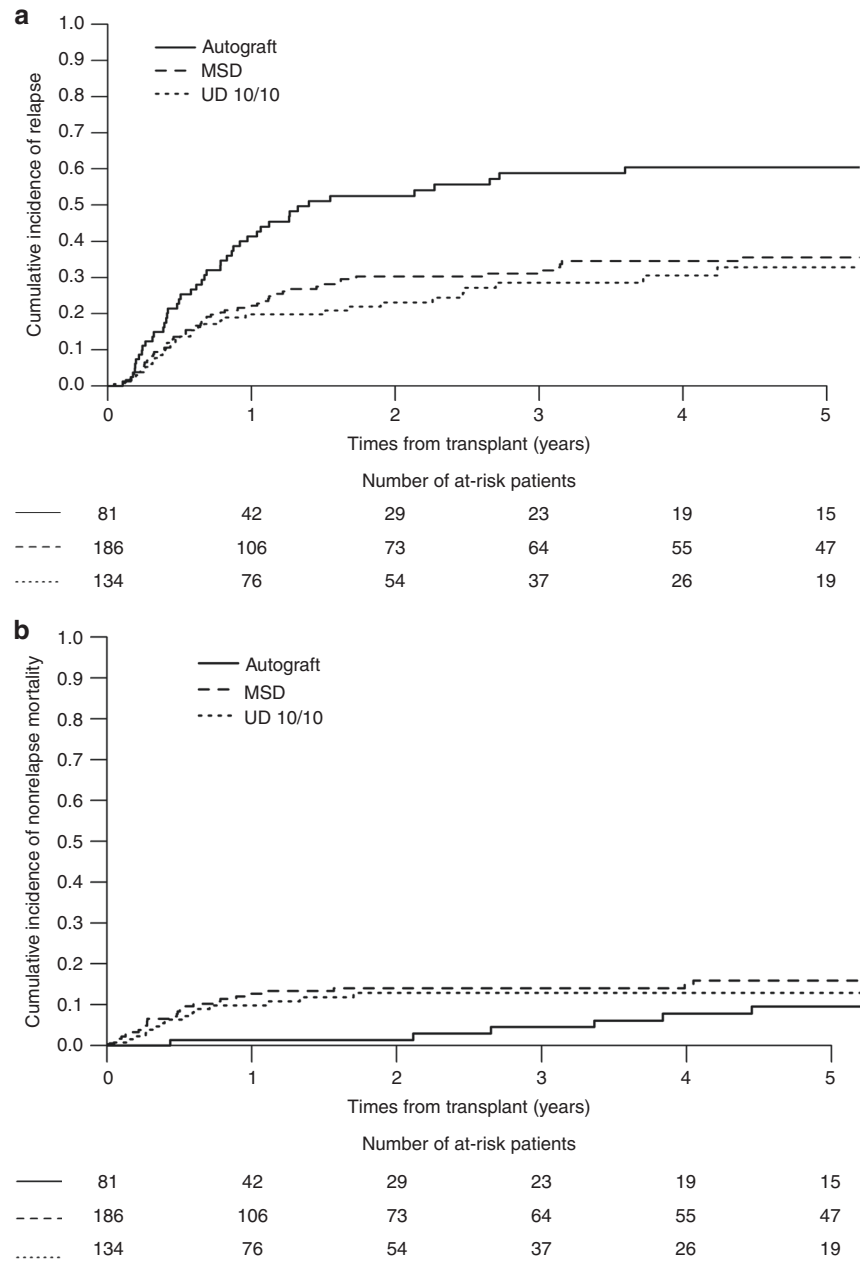 a
1.0
0.9
0.8
0.7
0.6
0.5
0.4
0.3
0.2
0.1
0.0
Cumulative incidence of relapse
Autograft
MSD
UD 10/10
0 1 2 3 4 5
Times from transplant (years)
Number of at-risk patients
81 42 29 23 19 15
186 106 73 64 55 47
134 76 54 37 26 19
b
1.0
0.9
0.8
0.7
0.6
0.5
0.4
0.3
0.2
0.1
0.0
Cumulative incidence of nonrelapse mortality
Autograft
MSD
UD 10/10
0 1 2 3 4 5
Times from transplant (years)
Number of at-risk patients
81 42 29 23 19 15
186 106 73 64 55 47
134 76 54 37 26 19